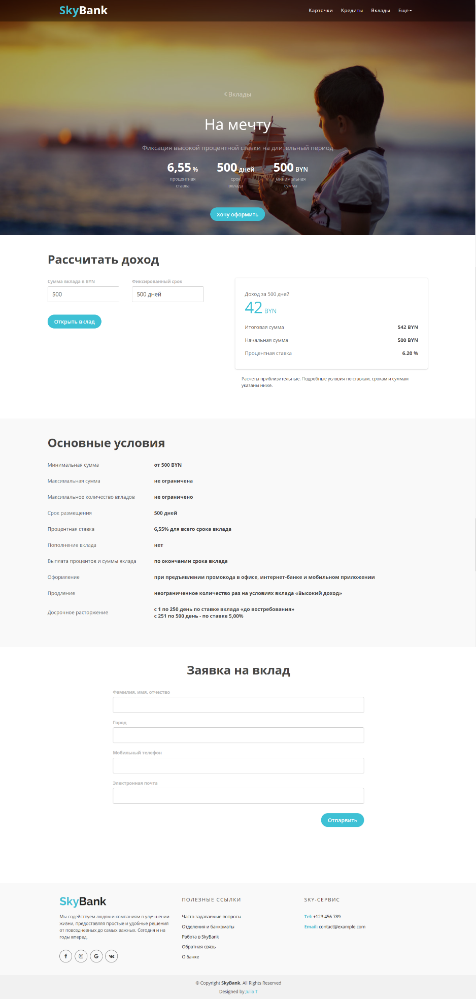 SkyBank
Карточки Кредиты Вклады Еще
Вклады
На мечту
Фиксация высокой процентной ставки на длительный период
6,55 % 500 дней 500 BYN
процентная срок минимальная
ставка вклада сумма
Хочу оформить
Рассчитать доход
Сумма вклада в BYN Фиксированный срок
500 500 дней
Открыть вклад
Доход за 500 дней
42 BYN
Итоговая сумма 542 BYN
Начальная сумма 500 BYN
Процентная ставка 6.20 %
Расчеты приблизительные. Подробные условия по ставкам, срокам и суммам
указаны ниже.
Основные условия
Минимальная сумма от 500 BYN
Максимальная сумма не ограничена
Максимальное количество вкладов не ограничено
Срок размещения 500 дней
Процентная ставка 6,55% для всего срока вклада
Пополнение вклада нет
Выплата процентов и суммы вклада по окончании срока вклада
Оформление при предъявлении промокода в офисе, интернет-банке и мобильном приложении
Продление неограниченное количество раз на условиях вклада «Высокий доход»
Досрочное расторжение с 1 по 250 день по ставке вклада «до востребования»
с 251 по 500 день - по ставке 5,00%
Заявка на вклад
Фамилия, имя, отчество
Город
Мобильный телефон
Электронная почта
Отпарвить
SkyBank
Мы содействуем людям и компаниям в улучшении
жизни, предоставляя простые и удобные решения
от повседневных до самых важных. Сегодня и на
годы вперед.
ПОЛЕЗНЫЕ ССЫЛКИ
Часто задаваемые вопросы
Отделения и банкоматы
Работа в SkyBank
Обратная связь
О банке
SKY-СЕРВИС
Tel: +123 456 789
Email: contact@example.com
© Copyright SkyBank. All Rights Reserved
Designed by Julia T